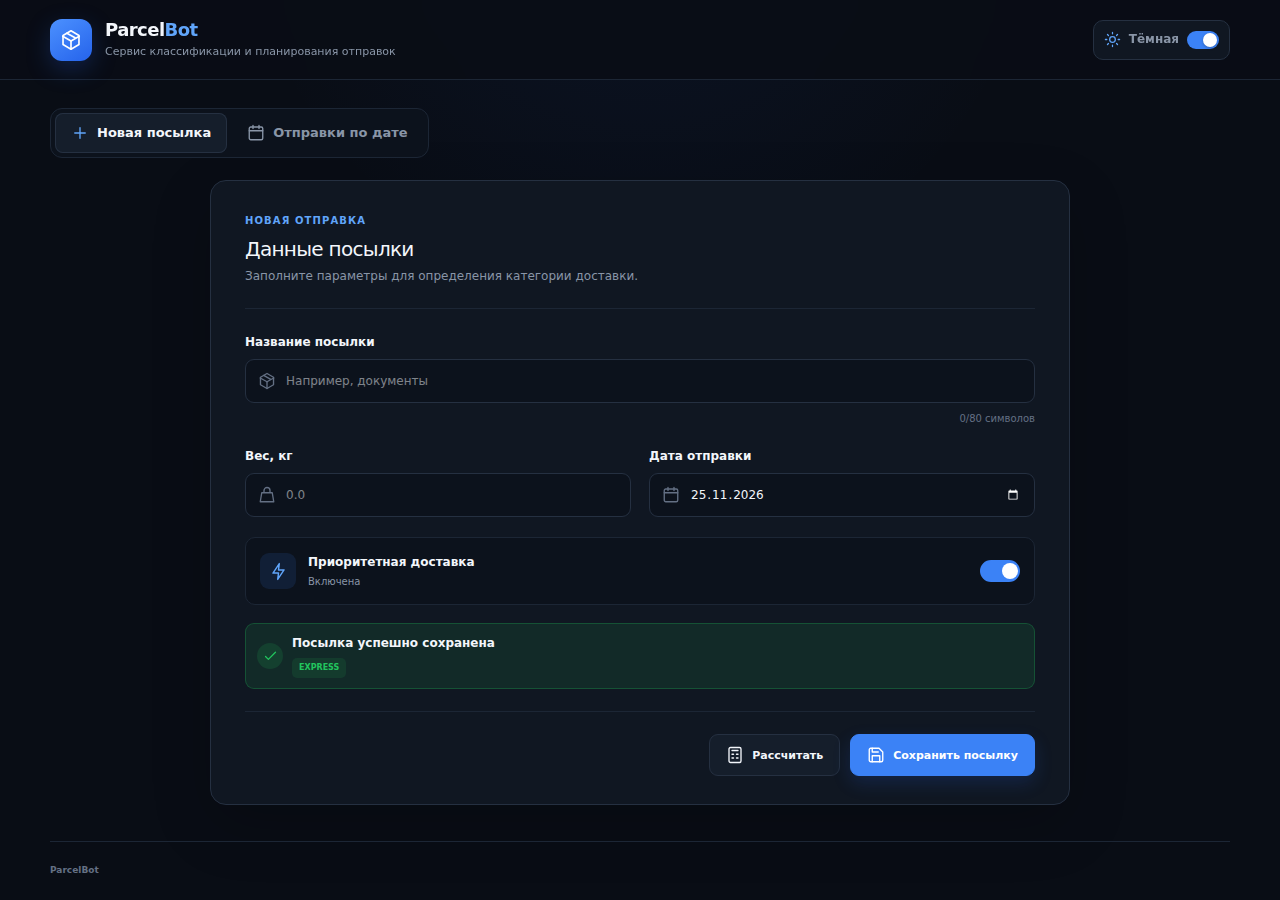 ParcelBot
Сервис классификации и планирования отправок
Тёмная
Новая посылка
Отправки по дате
НОВАЯ ОТПРАВКА
Данные посылки
Заполните параметры для определения категории доставки.
Название посылки
Например, документы
0/80 символов
Вес, кг
Дата отправки
0.0
25.11.2026
Приоритетная доставка
Включена
Посылка успешно сохранена
EXPRESS
Рассчитать
Сохранить посылку
ParcelBot